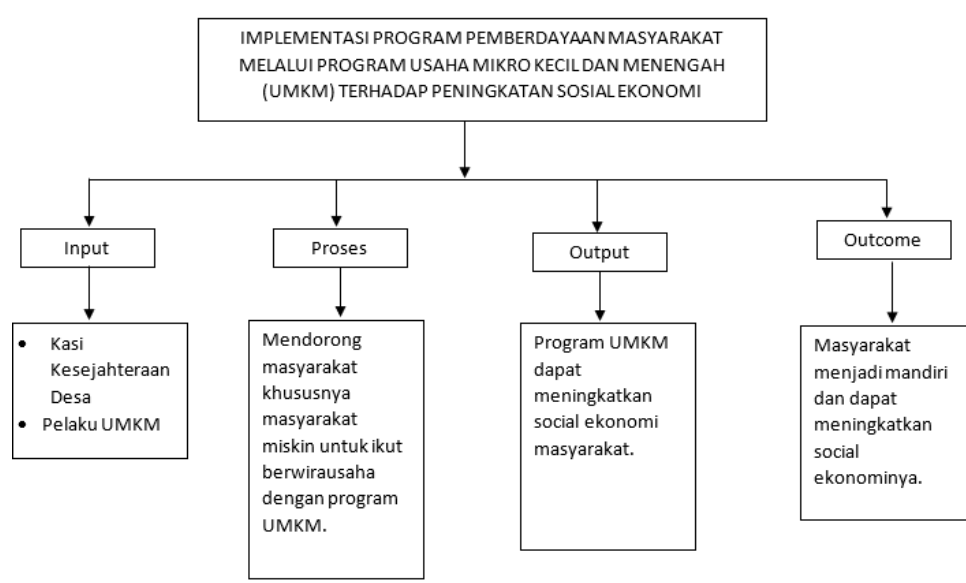 IMPLEMENTASI PROGRAM PEMBERDAYAAN MASYARAKAT
MELALUI PROGRAM USAHA MIKRO KECIL DAN MENENGAH
(UMKM) TERHADAP PENINGKATAN SOSIAL EKONOMI
Input
Proses
Output
Outcome
• Kasi
Kesejahteraan
Desa
• Pelaku UMKM
Mendorong
masyarakat
khususnya
masyarakat
miskin untuk ikut
berwirausaha
dengan program
UMKM.
Program UMKM
dapat
meningkatkan
social ekonomi
masyarakat.
Masyarakat
menjadi mandiri
dan dapat
meningkatkan
social
ekonominya.